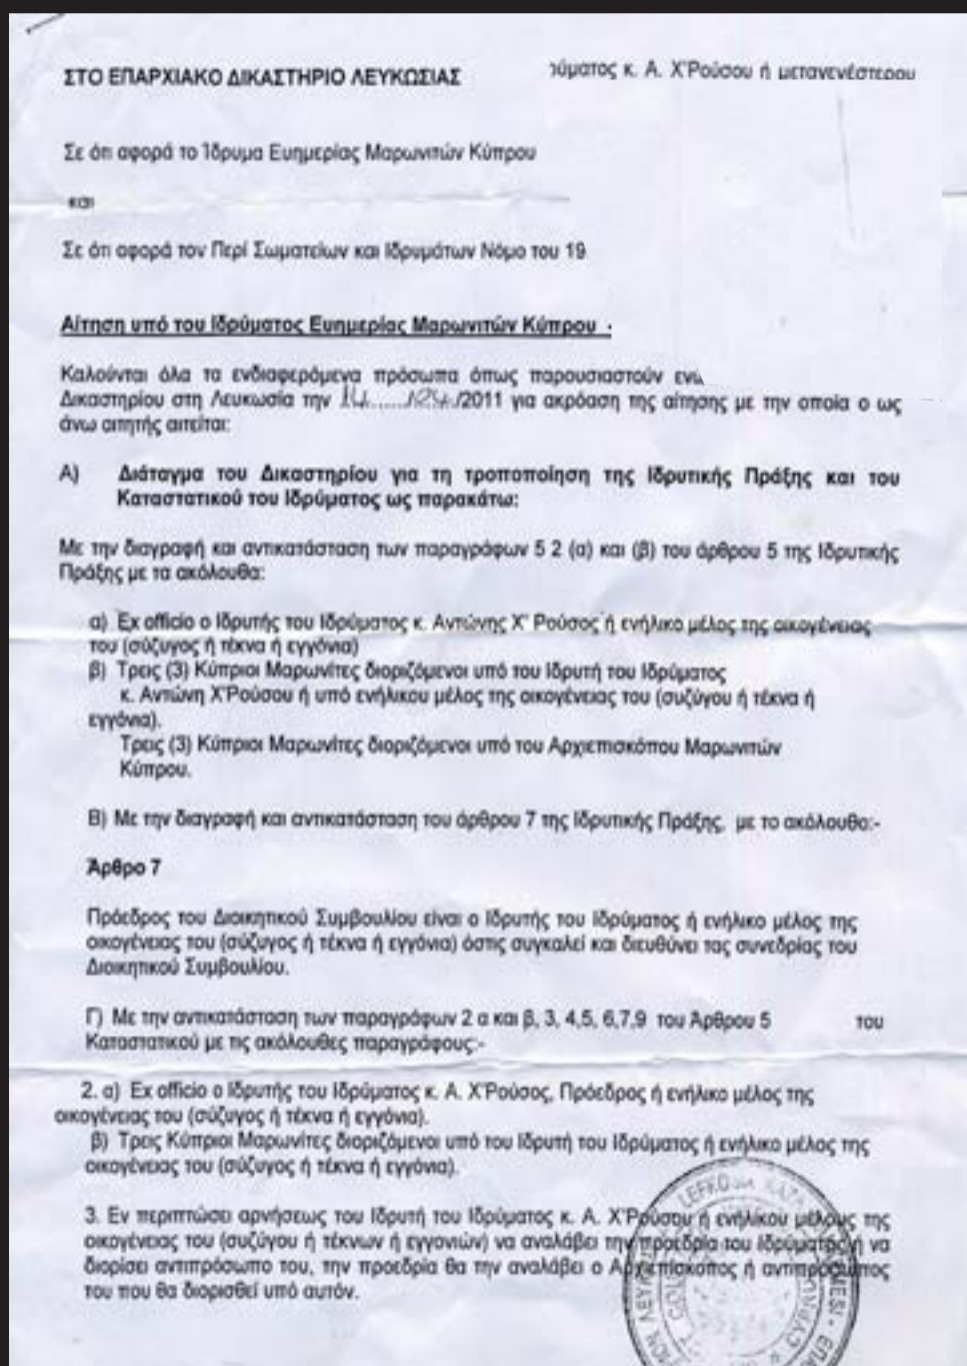 ΣΤΟ ΕΠΑΡΧΙΑΚΟ ΔΙΚΑΣΤΗΡΙΟ ΛΕΥΚΩΣΙΑΣ
ύματος κ. Α. Χ'Ρούσου ή μεταγενέστερου
Σε ότι αφορά το Ίδρυμα Ευημερίας Μαρωνιτών Κύπρου
και
Σε ότι αφορά τον Περί Σωματείων και Ιδρυμάτων Νόμο του 19
Αίτηση υπό του Ιδρύματος Ευημερίας Μαρωνιτών Κύπρου -
Καλούνται όλα τα ενδιαφερόμενα πρόσωπα όπως παρουσιαστούν ενώ
Δικαστηρίου στη Λευκωσία την 14....../04./2011 για ακρόαση της αίτησης με την οποία ο ως
άνω αιτητής αιτείται:
Α) Διάταγμα του Δικαστηρίου για τη τροποποίηση της Ιδρυτικής Πράξης και του
Καταστατικού του Ιδρύματος ως παρακάτω:
Με την διαγραφή και αντικατάσταση των παραγράφων 5 2 (α) και (β) του άρθρου 5 της Ιδρυτικής
Πράξης με τα ακόλουθα:
α) Ex officio ο Ιδρυτής του Ιδρύματος κ. Αντώνης Χ' Ρούσος ή ενήλικο μέλος της οικογένειας
του (σύζυγος ή τέκνα ή εγγόνια)
β) Τρεις (3) Κύπριοι Μαρωνίτες διοριζόμενοι υπό του Ιδρυτή του Ιδρύματος
κ. Αντώνη Χ'Ρούσου ή υπό ενήλικου μέλος της οικογένειας του (συζύγου ή τέκνα ή
εγγόνια).
Τρεις (3) Κύπριοι Μαρωνίτες διοριζόμενοι υπό του Αρχιεπισκόπου Μαρωνιτών
Κύπρου.
Β) Με την διαγραφή και αντικατάσταση του άρθρου 7 της Ιδρυτικής Πράξης, με το ακόλουθο:-
Άρθρο 7
Πρόεδρος του Διοικητικού Συμβουλίου είναι ο Ιδρυτής του Ιδρύματος ή ενήλικο μέλος της
οικογένειας του (σύζυγος ή τέκνα ή εγγόνια) όστις συγκαλεί και διευθύνει τας συνεδρίας του
Διοικητικού Συμβουλίου.
Γ) Με την αντικατάσταση των παραγράφων 2 α και β, 3, 4,5, 6,7,9 του Άρθρου 5 του
Καταστατικού με τις ακόλουθες παραγράφους:-
2. α) Ex officio ο Ιδρυτής του Ιδρύματος κ. Α. Χ'Ρούσος, Πρόεδρος ή ενήλικο μέλος της
οικογένειας του (σύζυγος ή τέκνα ή εγγόνια).
β) Τρεις Κύπριοι Μαρωνίτες διοριζόμενοι υπό του Ιδρυτή του Ιδρύματος ή ενήλικο μέλος της
οικογένειας του (σύζυγος ή τέκνα ή εγγόνια).
3. Εν περιπτώσει αρνήσεως του Ιδρυτή του Ιδρύματος κ. Α. Χ'Ρούσου ή ενήλικου μέλους της
οικογένειας του (συζύγου ή τέκνων ή εγγονιών) να αναλάβει την προεδρία του Ιδρύματος ή να
διορίσει αντιπρόσωπο του, την προεδρία θα την αναλάβει ο Αρχιεπίσκοπος ή αντιπρόσωπος
του που θα διορισθεί υπό αυτόν.